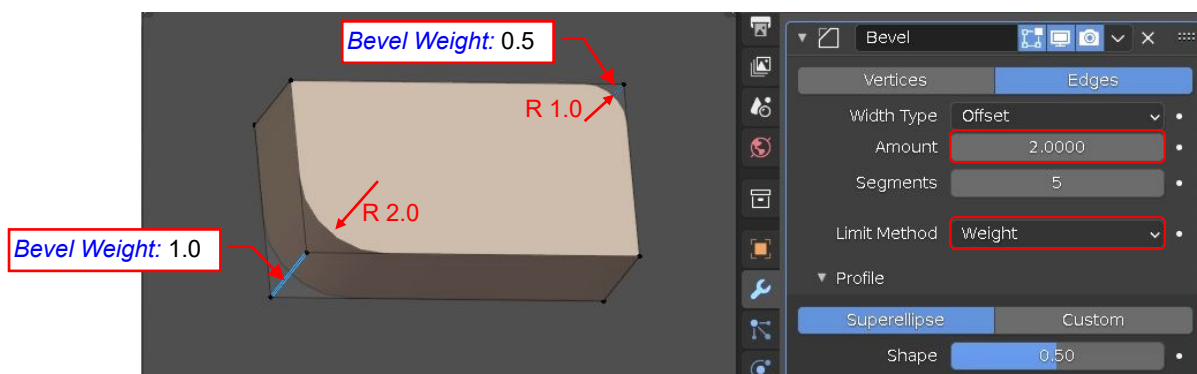 Bevel Weight: 0.5
R 1.0
R 2.0
Bevel Weight: 1.0
Bevel
Vertices Edges
Width Type Offset
Amount 2.0000
Segments 5
Limit Method Weight
Profile
Superellipse Custom
Shape 0.50